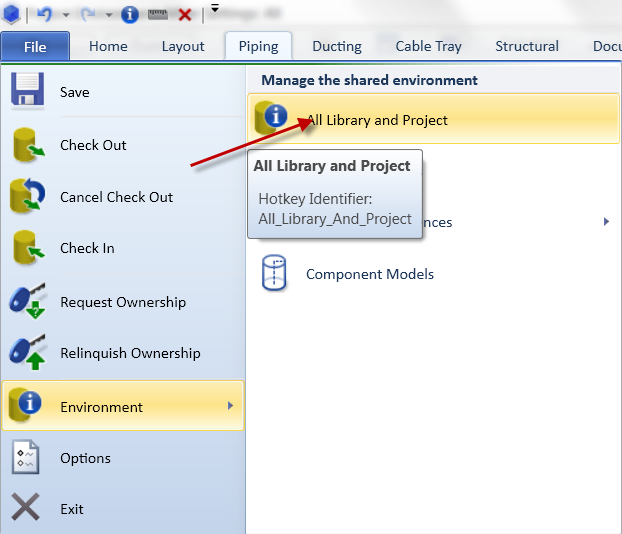 All
File Home Layout Piping Ducting Cable Tray Structural Docu
Save
Check Out
Cancel Check Out
Check In
Request Ownership
Relinquish Ownership
Environment
Options
Exit
Manage the shared environment
All Library and Project
All Library and Project
Hotkey Identifier:
All_Library_And_Project
nces
Component Models